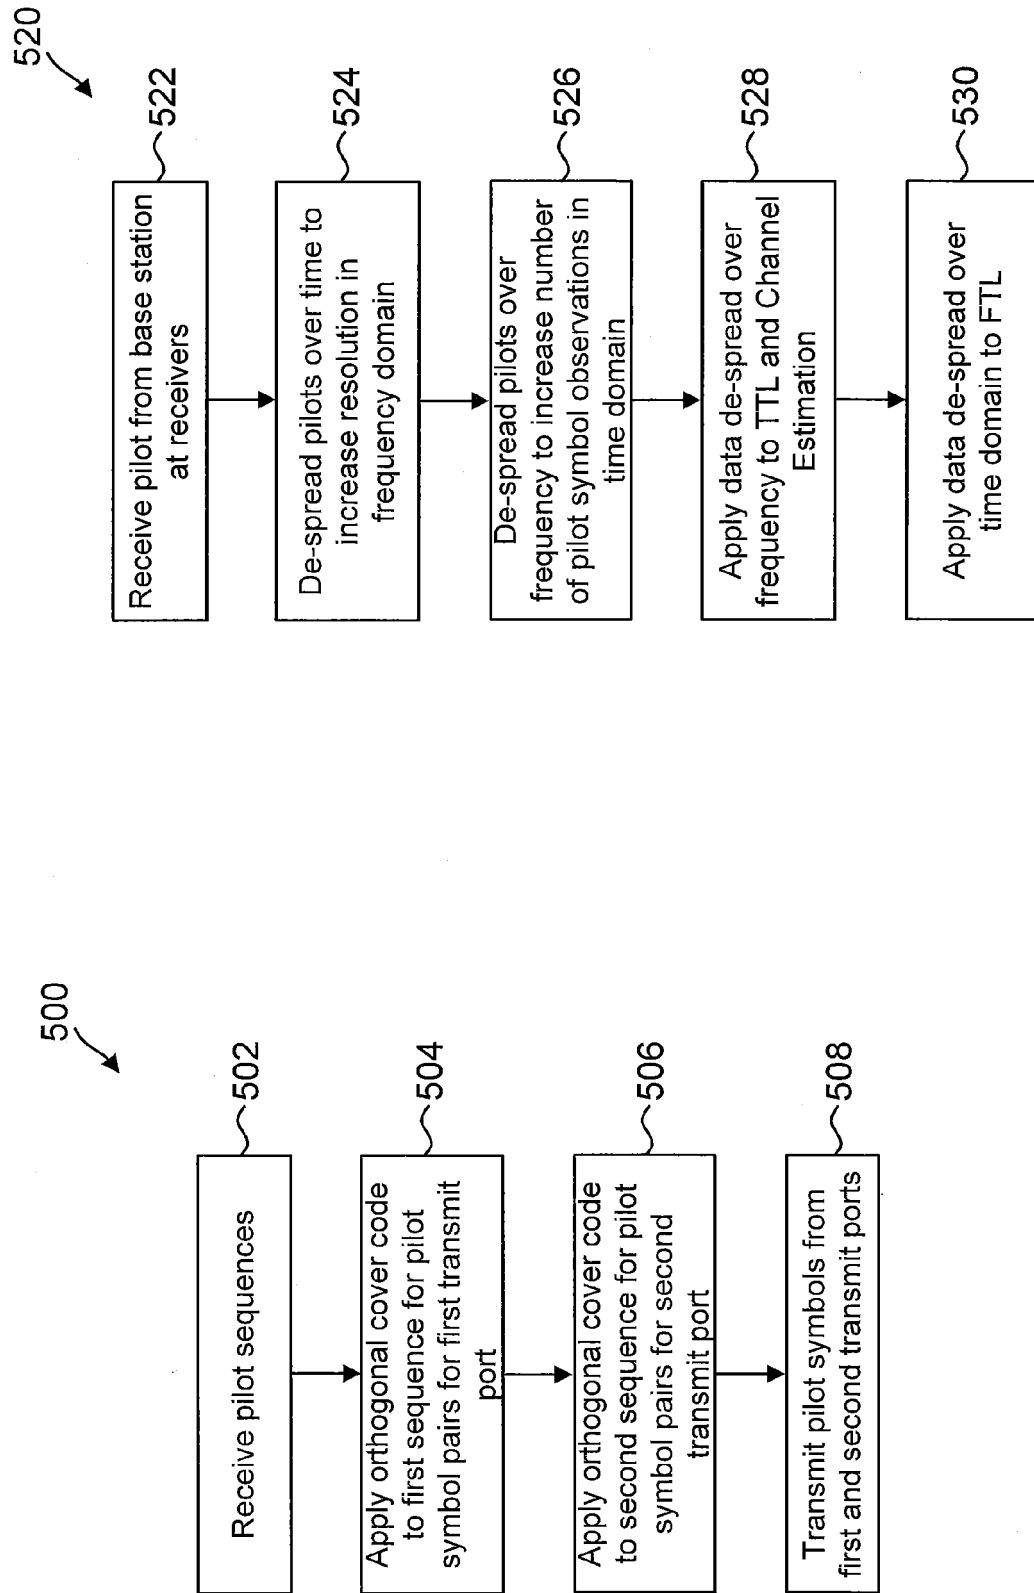 500
Receive pilot sequences
502
Apply orthogonal cover code
to first sequence for pilot
symbol pairs for first transmit
port
504
Apply orthogonal cover code
to second sequence for pilot
symbol pairs for second
transmit port
506
Transmit pilot symbols from
first and second transmit ports
508
520
Receive pilot from base station
at receivers
522
De-spread pilots over time to
increase resolution in
frequency domain
524
De-spread pilots over
frequency to increase number
of pilot symbol observations in
time domain
526
Apply data de-spread over
frequency to TTL and Channel
Estimation
528
Apply data de-spread over
time domain to FTL
530